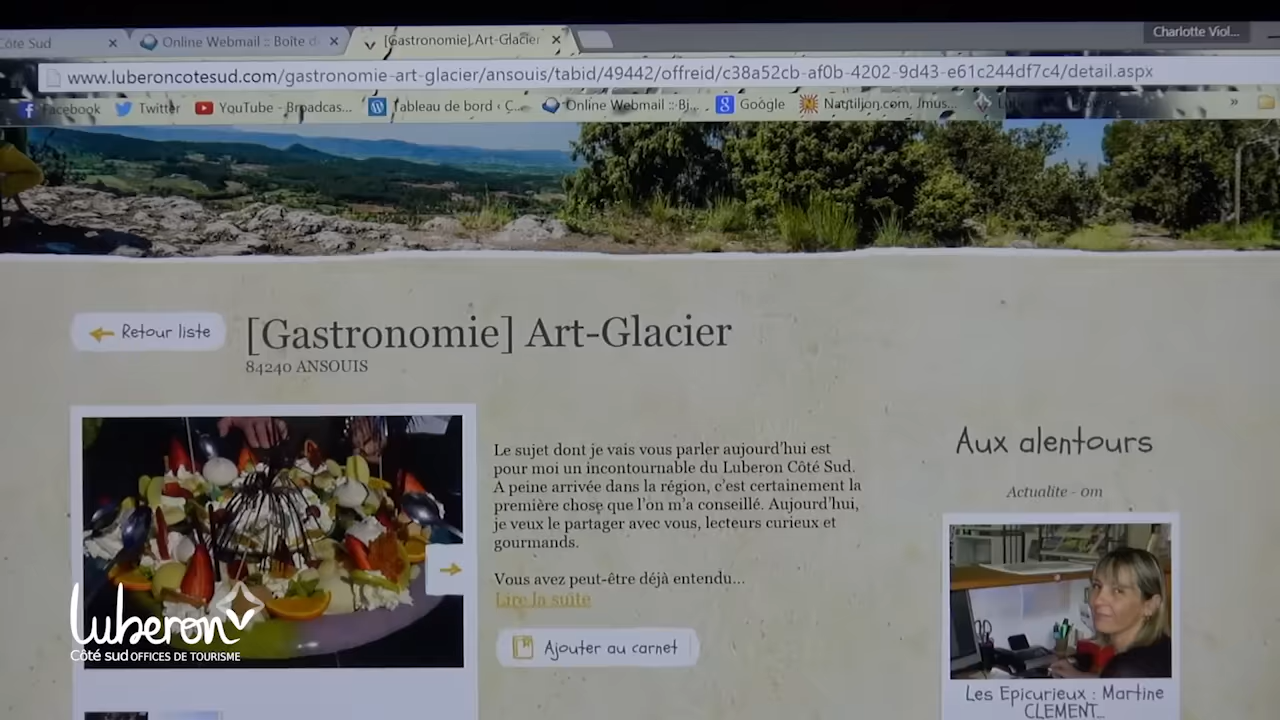 Côte Sud
Online Webmail :: Boîte d
[Gastronomie] Art-Glacier
Charlotte Viol...
www.luberoncotesud.com/gastronomie-art-glacier/ansouis/tabid/49442/offreid/c38a52cb-af0b-4202-9d43-e61c244df7c4/detail.aspx
Facebook
Twitter
YouTube - Broadcas...
Tableau de bord ‹ Ç...
Online Webmail :: Bj...
Google
Nautiljon.com, Jmus...
»
Retour liste
[Gastronomie] Art-Glacier
84240 ANSOUIS
Le sujet dont je vais vous parler aujourd'hui est
pour moi un incontournable du Luberon Côté Sud.
A peine arrivée dans la région, c'est certainement la
première chose que l'on m'a conseillé. Aujourd'hui,
je veux le partager avec vous, lecteurs curieux et
gourmands.
Vous avez peut-être déjà entendu...
Lire la suite
Ajouter au carnet
Aux alentours
Actualite - 0m
Les Epicurieux : Martine
CLEMENT...
Luberon
Côté sud OFFICES DE TOURISME